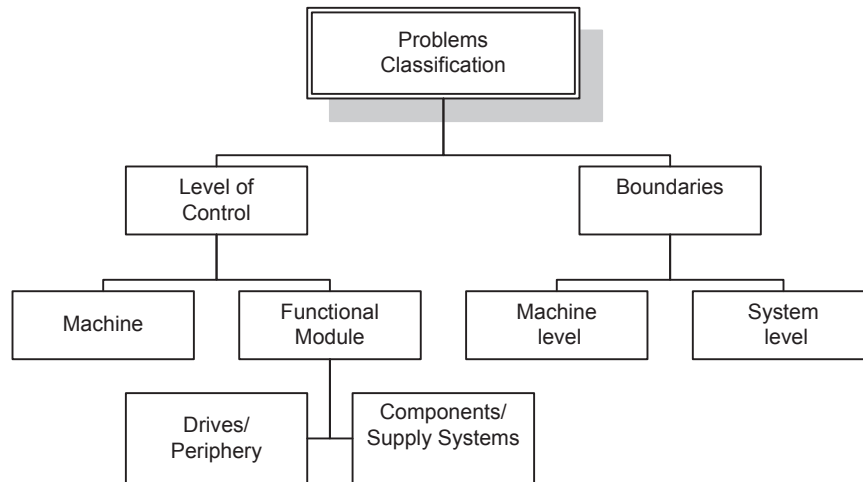 Problems
Classification
Level of
Control
Boundaries
Machine
Functional
Module
Machine
level
System
level
Drives/
Periphery
Components/
Supply Systems